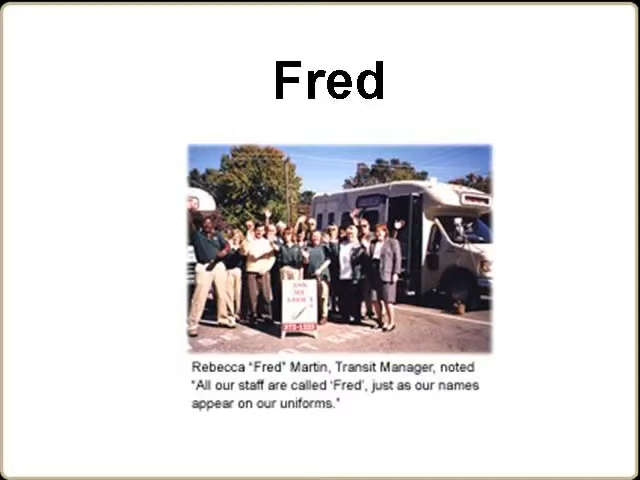 Fred
Rebecca “Fred” Martin, Transit Manager, noted
“All our staff are called ‘Fred’, just as our names
appear on our uniforms.”